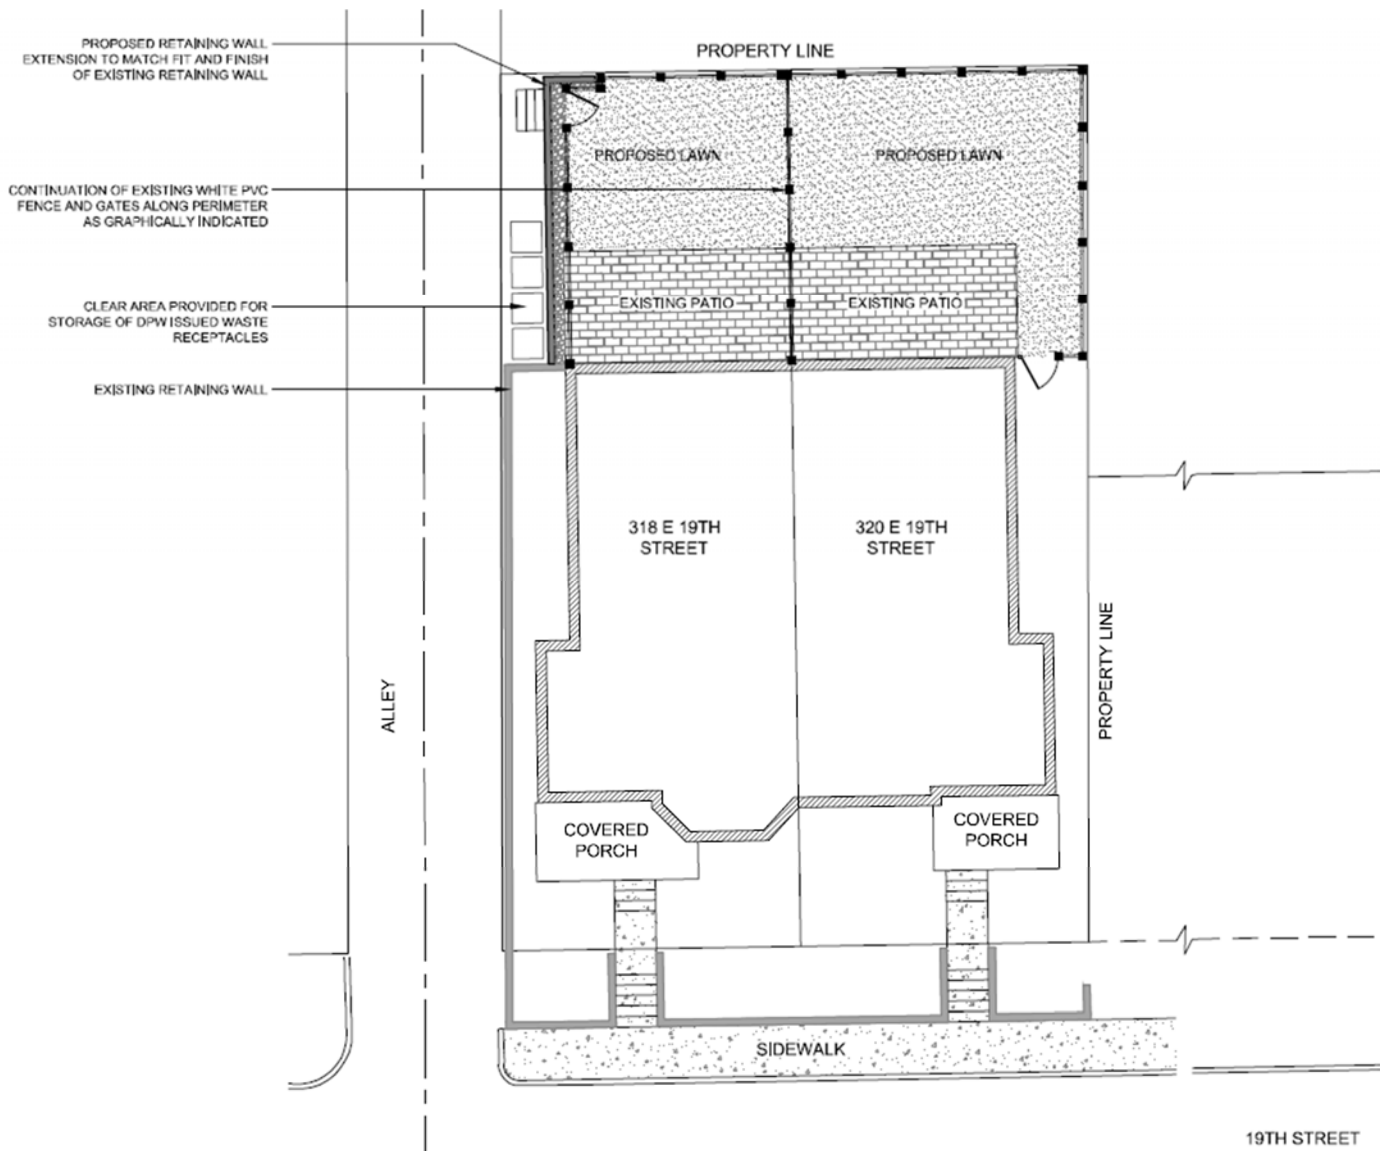 PROPOSED RETAINING WALL
EXTENSION TO MATCH FIT AND FINISH
OF EXISTING RETAINING WALL
PROPERTY LINE
PROPOSED LAWN
PROPOSED LAWN
CONTINUATION OF EXISTING WHITE PVC
FENCE AND GATES ALONG PERIMETER
AS GRAPHICALLY INDICATED
EXISTING PATIO
EXISTING PATIO
CLEAR AREA PROVIDED FOR
STORAGE OF DPW ISSUED WASTE
RECEPTACLES
EXISTING RETAINING WALL
318 E 19TH
STREET
320 E 19TH
STREET
ALLEY
PROPERTY LINE
COVERED
PORCH
COVERED
PORCH
SIDEWALK
19TH STREET